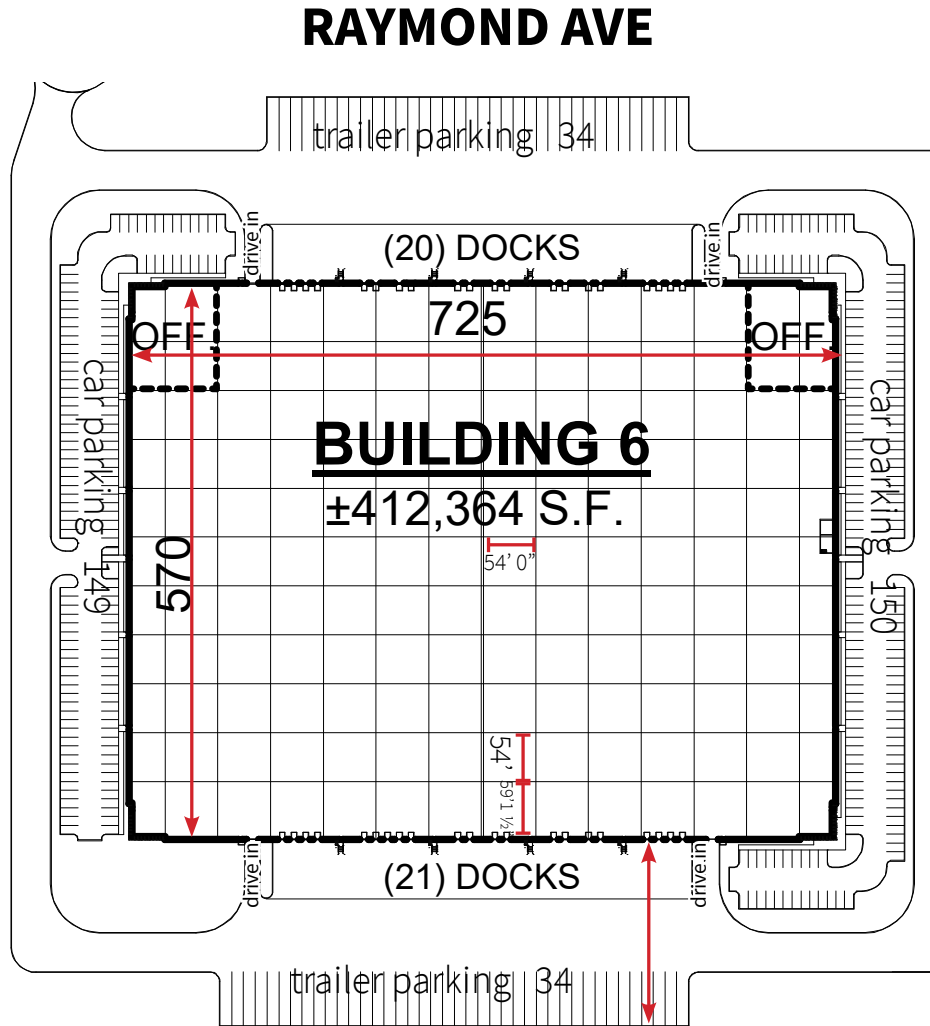 RAYMOND AVE
trailer parking 34
drive.in
(20) DOCKS
drive.in
OFF.
725
OFF.
car parking 149
car parking 150
BUILDING 6
±412,364 S.F.
54' 0"
570
54'
59'1 ½"
drive.in
(21) DOCKS
drive.in
trailer parking 34